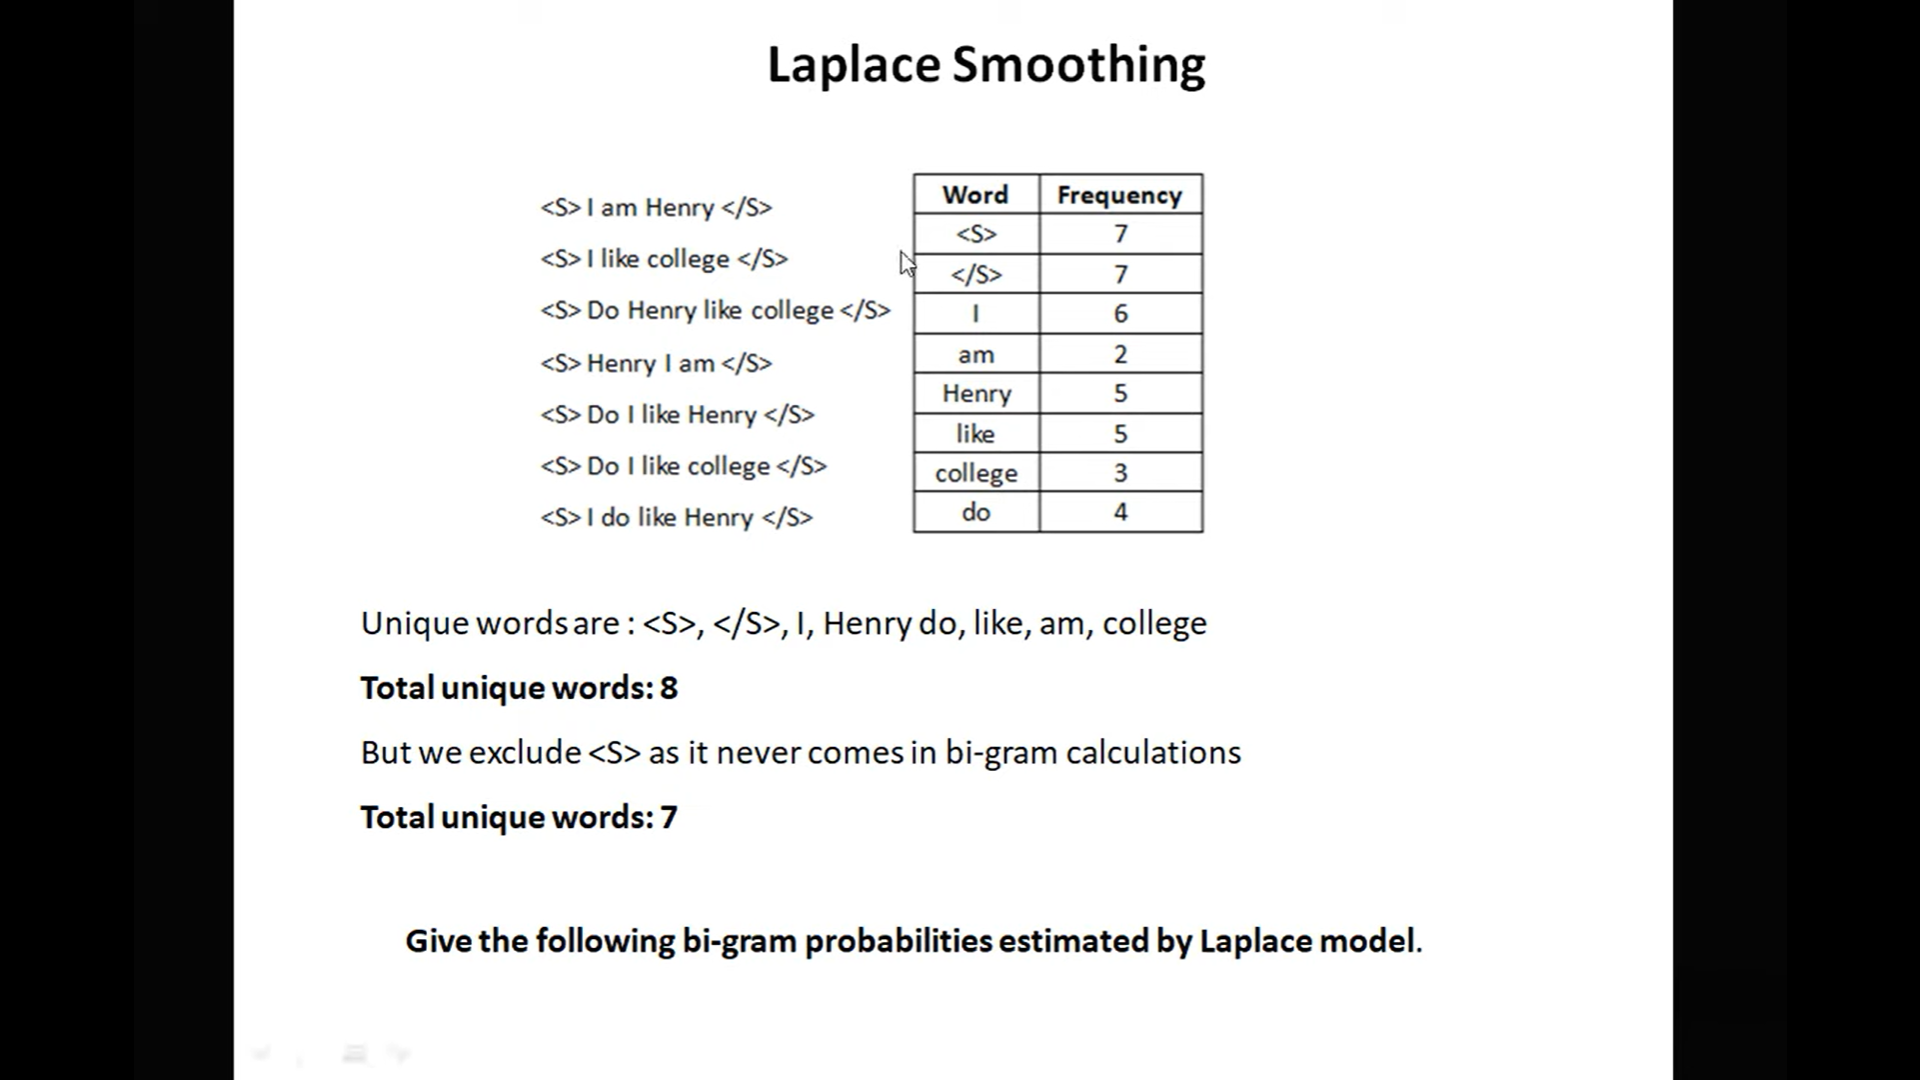 Laplace Smoothing
<S> I am Henry </S>
<S> I like college </S>
<S> Do Henry like college </S>
<S> Henry I am </S>
<S> Do I like Henry </S>
<S> Do I like college </S>
<S> I do like Henry </S>
Word Frequency
<S> 7
</S> 7
I 6
am 2
Henry 5
like 5
college 3
do 4
Unique words are : <S>, </S>, I, Henry do, like, am, college
Total unique words: 8
But we exclude <S> as it never comes in bi-gram calculations
Total unique words: 7
Give the following bi-gram probabilities estimated by Laplace model.